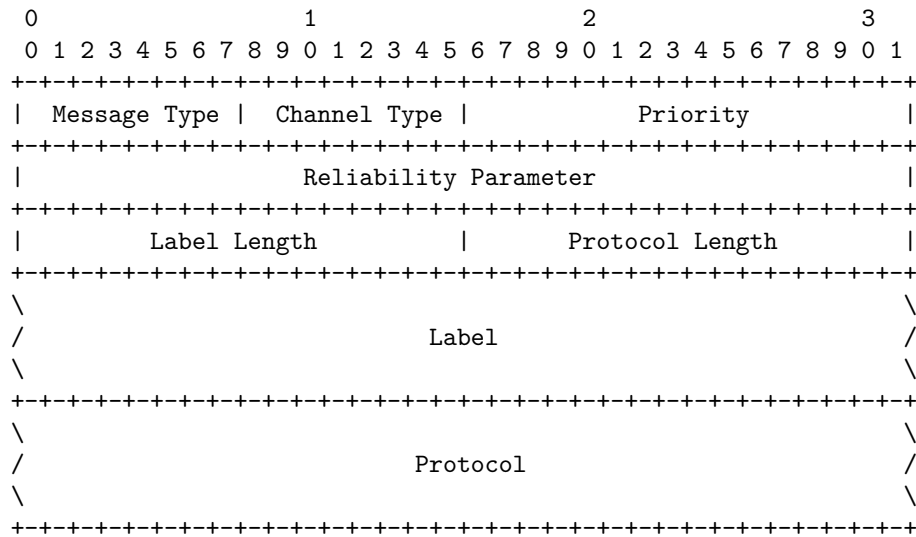 0                   1                   2                   3
0 1 2 3 4 5 6 7 8 9 0 1 2 3 4 5 6 7 8 9 0 1 2 3 4 5 6 7 8 9 0 1
+-+-+-+-+-+-+-+-+-+-+-+-+-+-+-+-+-+-+-+-+-+-+-+-+-+-+-+-+-+-+-+-+
|  Message Type |  Channel Type |            Priority           |
+-+-+-+-+-+-+-+-+-+-+-+-+-+-+-+-+-+-+-+-+-+-+-+-+-+-+-+-+-+-+-+-+
|                    Reliability Parameter                      |
+-+-+-+-+-+-+-+-+-+-+-+-+-+-+-+-+-+-+-+-+-+-+-+-+-+-+-+-+-+-+-+-+
|         Label Length          |       Protocol Length         |
+-+-+-+-+-+-+-+-+-+-+-+-+-+-+-+-+-+-+-+-+-+-+-+-+-+-+-+-+-+-+-+-+
\                                                               \
/                             Label                             /
\                                                               \
+-+-+-+-+-+-+-+-+-+-+-+-+-+-+-+-+-+-+-+-+-+-+-+-+-+-+-+-+-+-+-+-+
\                                                               \
/                            Protocol                           /
\                                                               \
+-+-+-+-+-+-+-+-+-+-+-+-+-+-+-+-+-+-+-+-+-+-+-+-+-+-+-+-+-+-+-+-+